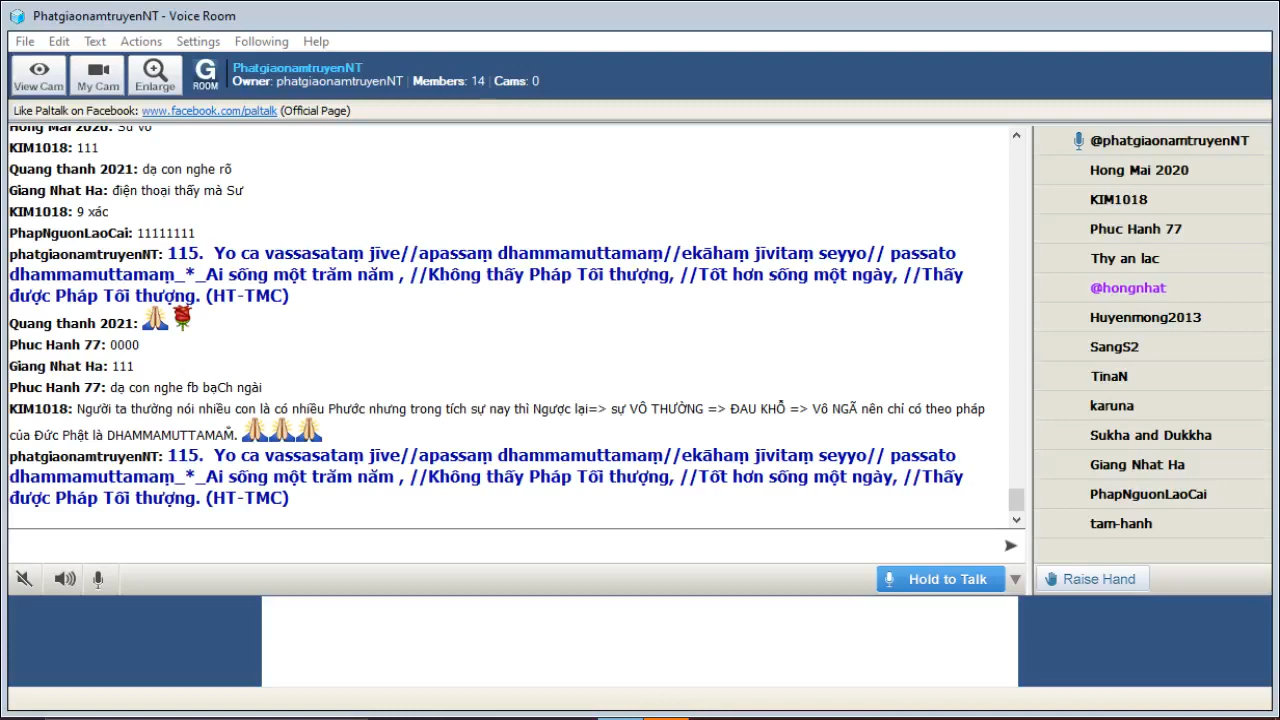 PhatgiaonamtruyenNT - Voice Room
File Edit Text Actions Settings Following Help
View Cam My Cam Enlarge G ROOM
PhatgiaonamtruyenNT
Owner: phatgiaonamtruyenNT | Members: 14 | Cams: 0
Like Paltalk on Facebook: www.facebook.com/paltalk (Official Page)
Hong Mai 2020: Sư vô
KIM1018: 111
Quang thanh 2021: dạ con nghe rõ
Giang Nhat Ha: điện thoại thấy mà Sư
KIM1018: 9 xác
PhapNguonLaoCai: 11111111
phatgiaonamtruyenNT: 115. Yo ca vassasataṃ jīve//apassaṃ dhammamuttamaṃ//ekāhaṃ jīvitaṃ seyyo// passato
dhammamuttamaṃ_*_Ai sống một trăm năm , //Không thấy Pháp Tối thượng, //Tốt hơn sống một ngày, //Thấy
được Pháp Tối thượng. (HT-TMC)
Quang thanh 2021:
Phuc Hanh 77: 0000
Giang Nhat Ha: 111
Phuc Hanh 77: dạ con nghe fb bạCh ngài
KIM1018: Người ta thường nói nhiều con là có nhiều Phước nhưng trong tích sự nay thì Ngược lại=> sự VÔ THƯỜNG => ĐAU KHỔ => Vô NGÃ nên chỉ có theo pháp
của Đức Phật là DHAMMAMUTTAMAM̐.
phatgiaonamtruyenNT: 115. Yo ca vassasataṃ jīve//apassaṃ dhammamuttamaṃ//ekāhaṃ jīvitaṃ seyyo// passato
dhammamuttamaṃ_*_Ai sống một trăm năm , //Không thấy Pháp Tối thượng, //Tốt hơn sống một ngày, //Thấy
được Pháp Tối thượng. (HT-TMC)
@phatgiaonamtruyenNT
Hong Mai 2020
KIM1018
Phuc Hanh 77
Thy an lac
@hongnhat
Huyenmong2013
SangS2
TinaN
karuna
Sukha and Dukkha
Giang Nhat Ha
PhapNguonLaoCai
tam-hanh
Hold to Talk
Raise Hand